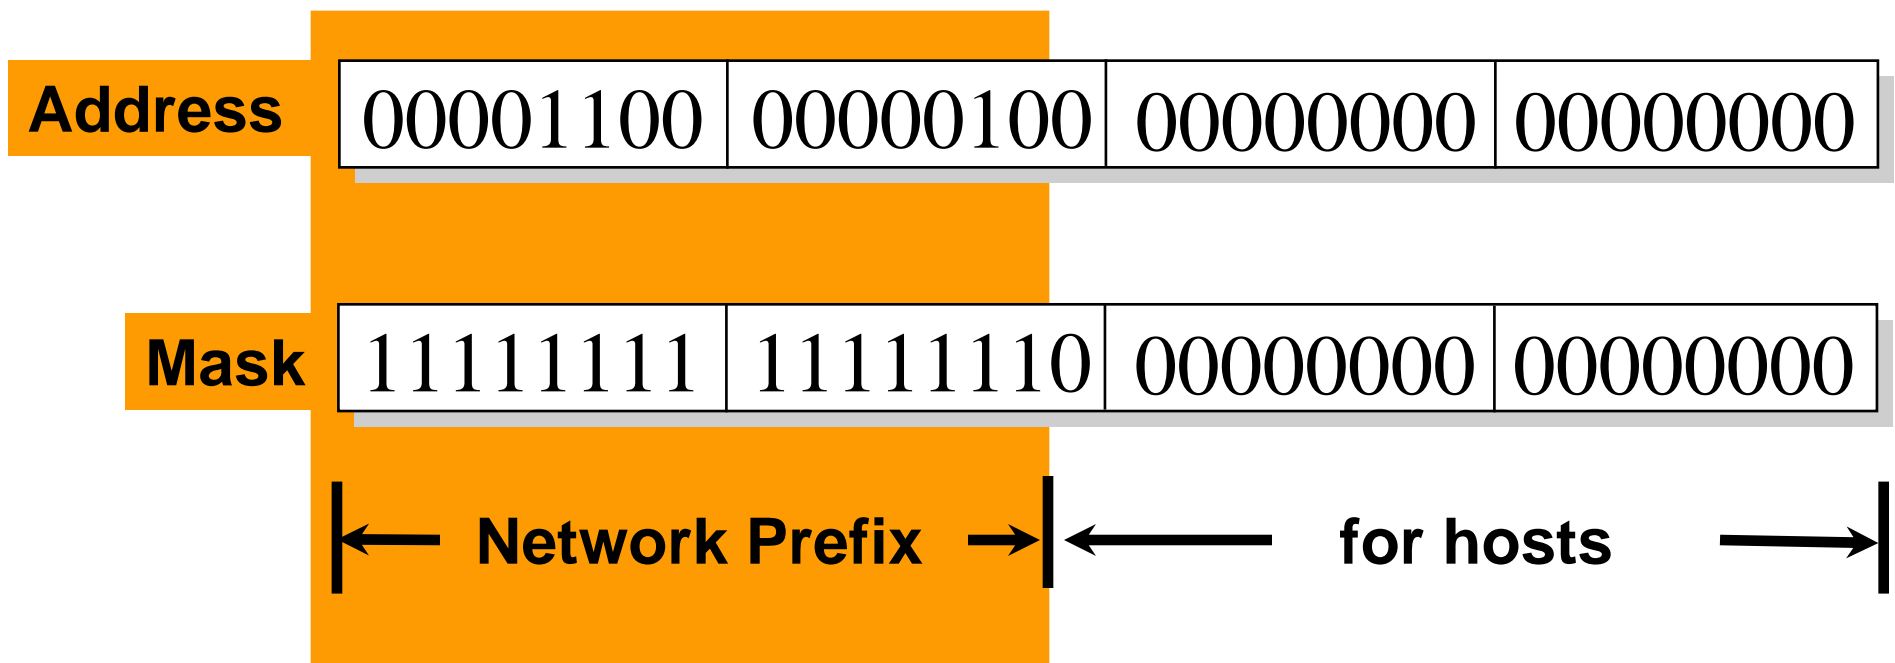 Address 00001100 00000100 00000000 00000000
Mask 11111111 11111110 00000000 00000000
Network Prefix for hosts